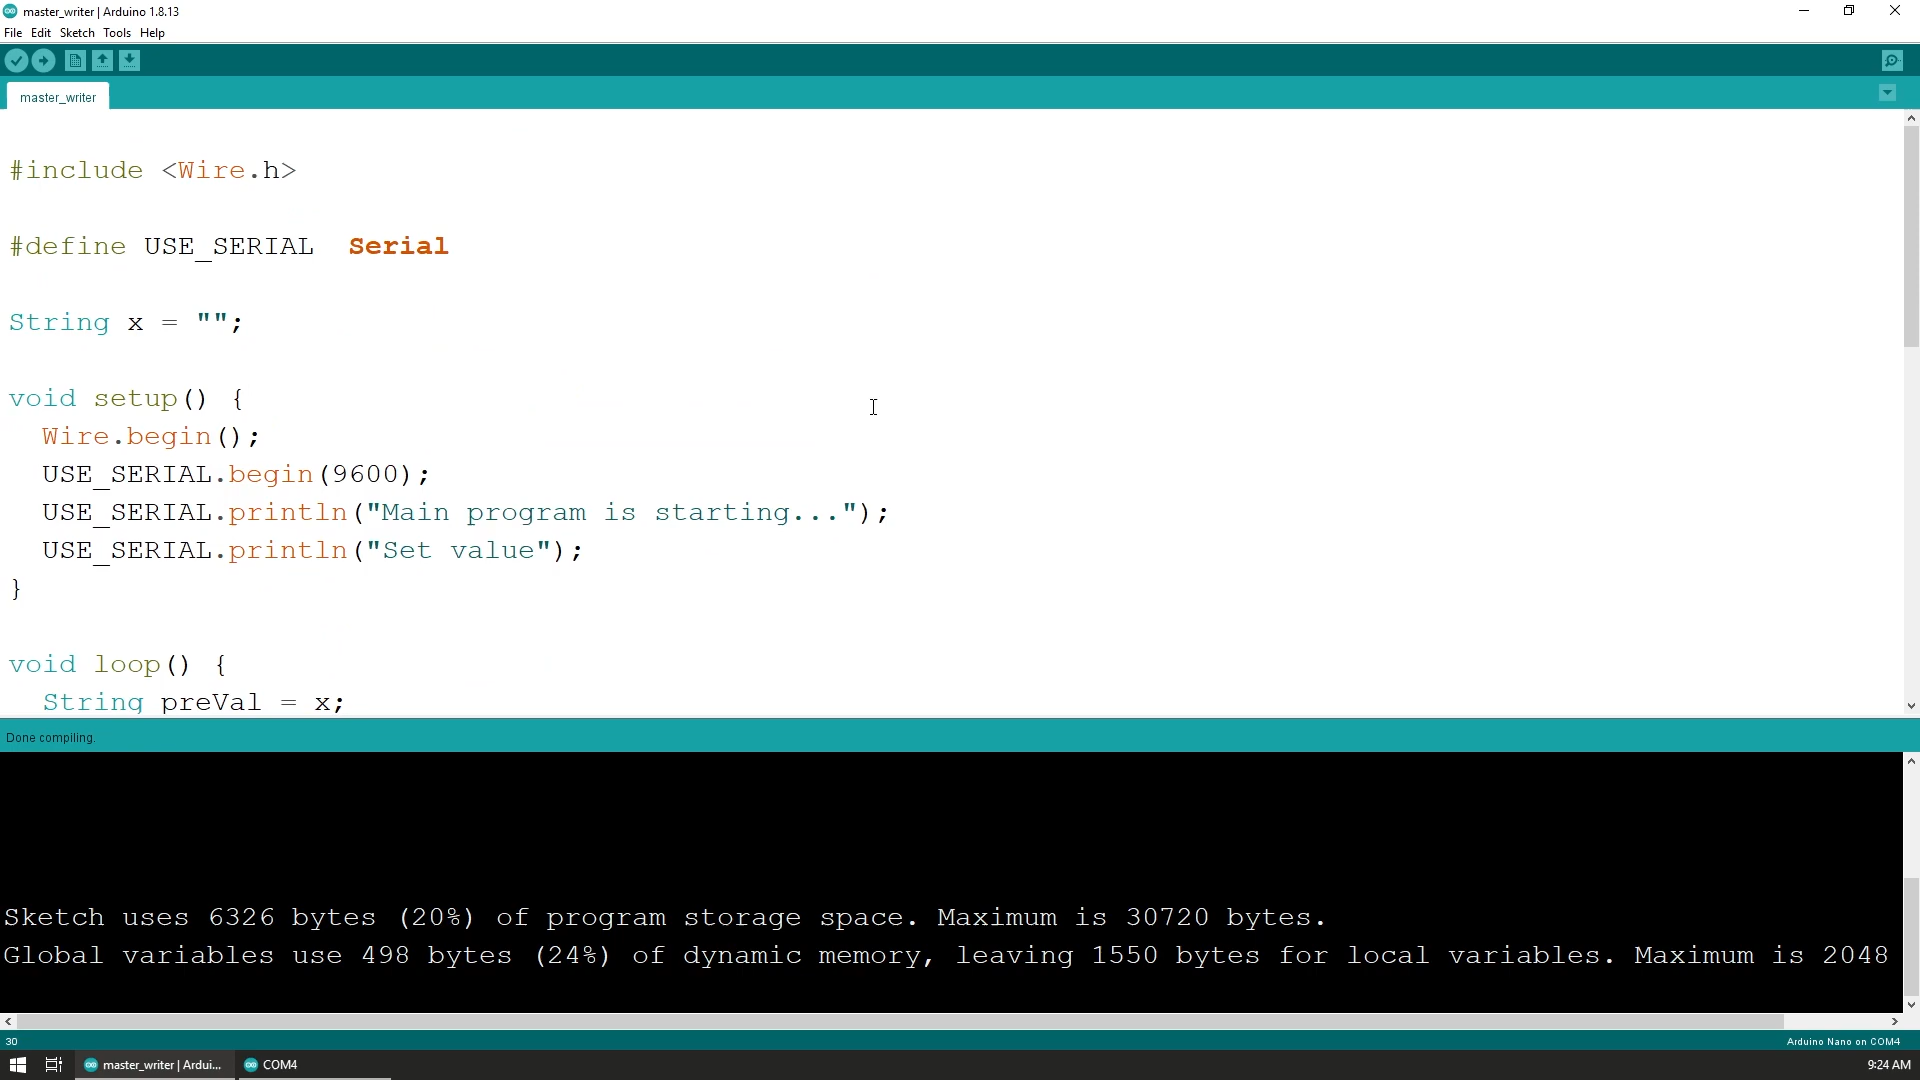 master_writer | Arduino 1.8.13
File Edit Sketch Tools Help
master_writer
#include <Wire.h>
#define USE_SERIAL  Serial
String x = "";
void setup() {
  Wire.begin();
  USE_SERIAL.begin(9600);
  USE_SERIAL.println("Main program is starting...");
  USE_SERIAL.println("Set value");
}
void loop() {
  String preVal = x;
Done compiling.
Sketch uses 6326 bytes (20%) of program storage space. Maximum is 30720 bytes.
Global variables use 498 bytes (24%) of dynamic memory, leaving 1550 bytes for local variables. Maximum is 2048
30
Arduino Nano on COM4
master_writer | Ardui...
COM4
9:24 AM